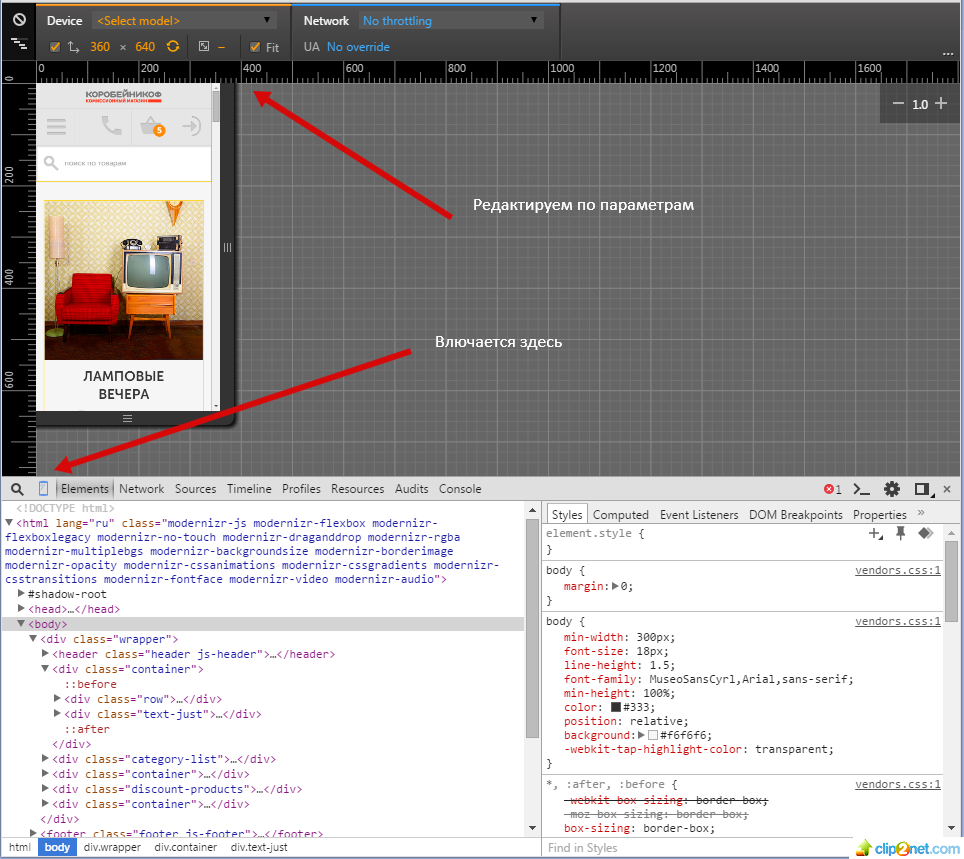 Device <Select model> Network No throttling
360 × 640 Fit UA No override
...
0 200 400 600 800 1000 1200 1400 1600
0
200
400
600
1.0
КОРОБЕЙНИКОФ
КОМИССИОННЫЙ МАГАЗИН
5
ПОИСК ПО ТОВАРАМ
ЛАМПОВЫЕ
ВЕЧЕРА
Редактируем по параметрам
Влючается здесь
Elements Network Sources Timeline Profiles Resources Audits Console 1
<!DOCTYPE html>
<html lang="ru" class="modernizr-js modernizr-flexbox modernizr-
flexboxlegacy modernizr-no-touch modernizr-draganddrop modernizr-rgba
modernizr-multiplebgs modernizr-backgroundsize modernizr-borderimage
modernizr-opacity modernizr-cssanimations modernizr-cssgradients modernizr-
csstransitions modernizr-fontface modernizr-video modernizr-audio">
#shadow-root
<head>…</head>
<body>
<div class="wrapper">
<header class="header js-header">…</header>
<div class="container">
::before
<div class="row">…</div>
<div class="text-just">…</div>
::after
</div>
<div class="category-list">…</div>
<div class="container">…</div>
<div class="discount-products">…</div>
<div class="container">…</div>
</div>
<footer class="footer js-footer">…</footer>
html body div.wrapper div.container div.text-just
Styles Computed Event Listeners DOM Breakpoints Properties »
element.style {
}
body { vendors.css:1
margin: 0;
}
body { vendors.css:1
min-width: 300px;
font-size: 18px;
line-height: 1.5;
font-family: MuseoSansCyrl,Arial,sans-serif;
min-height: 100%;
color: #333;
position: relative;
background: #f6f6f6;
-webkit-tap-highlight-color: transparent;
}
*, :after, :before { vendors.css:1
-webkit-box-sizing: border-box;
-moz-box-sizing: border-box;
box-sizing: border-box;
Find in Styles
clip2net.com